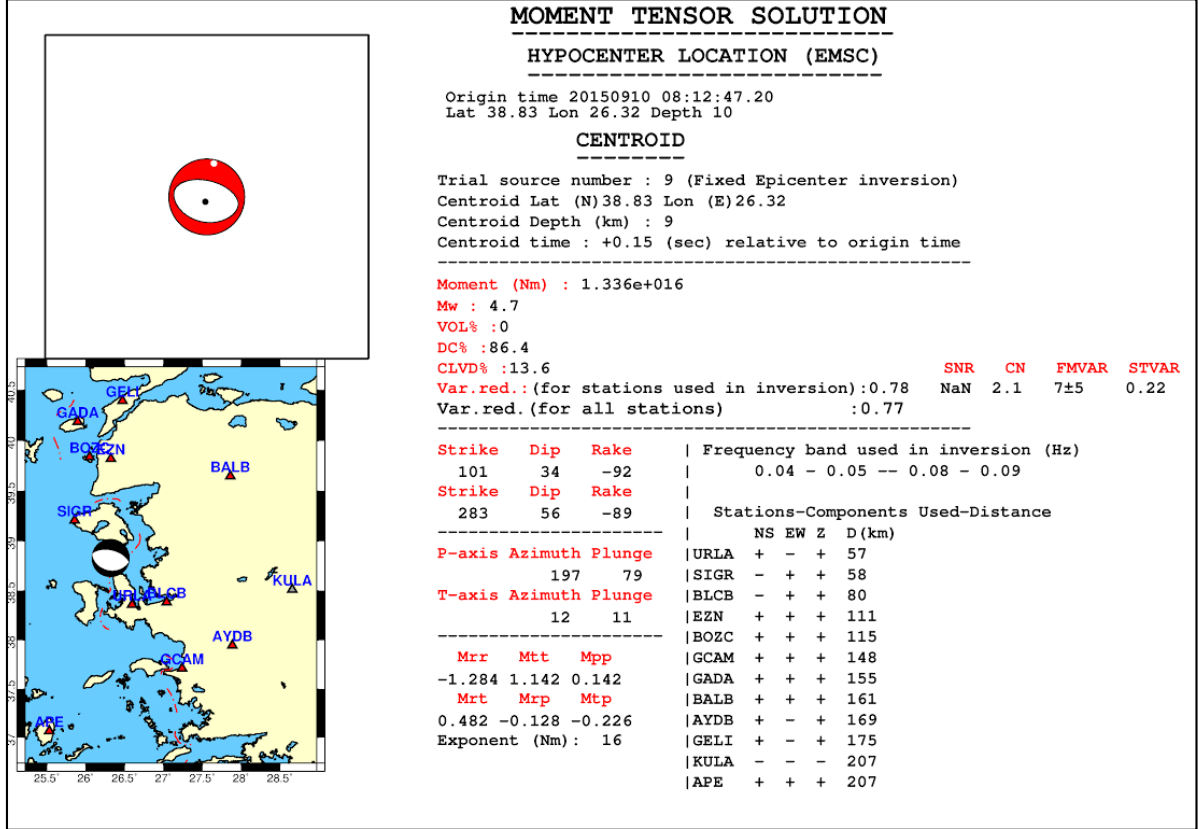 MOMENT TENSOR SOLUTION
HYPOCENTER LOCATION (EMSC)
Origin time 20150910 08:12:47.20
Lat 38.83 Lon 26.32 Depth 10
CENTROID
Trial source number : 9 (Fixed Epicenter inversion)
Centroid Lat (N)38.83 Lon (E)26.32
Centroid Depth (km) : 9
Centroid time : +0.15 (sec) relative to origin time
Moment (Nm) : 1.336e+016
Mw : 4.7
VOL% :0
DC% :86.4
CLVD% :13.6 SNR CN FMVAR STVAR
Var.red.:(for stations used in inversion):0.78 NaN 2.1 7±5 0.22
Var.red.(for all stations) :0.77
Strike Dip Rake | Frequency band used in inversion (Hz)
101 34 -92 | 0.04 - 0.05 -- 0.08 - 0.09
Strike Dip Rake |
283 56 -89 | Stations-Components Used-Distance
| NS EW Z D(km)
P-axis Azimuth Plunge |URLA + - + 57
197 79 |SIGR - + + 58
T-axis Azimuth Plunge |BLCB - + + 80
12 11 |EZN + + + 111
|BOZC + + + 115
Mrr Mtt Mpp |GCAM + + + 148
-1.284 1.142 0.142 |GADA + + + 155
Mrt Mrp Mtp |BALB + + + 161
0.482 -0.128 -0.226 |AYDB + - + 169
Exponent (Nm): 16 |GELI + - + 175
|KULA - - - 207
|APE + + + 207
GELI
GADA
BOZC EZN
BALB
SIGR
KULA
URLA BLCB
AYDB
GCAM
APE
40.5
40
39.5
39
38.5
38
37.5
37
25.5° 26° 26.5° 27° 27.5° 28° 28.5°